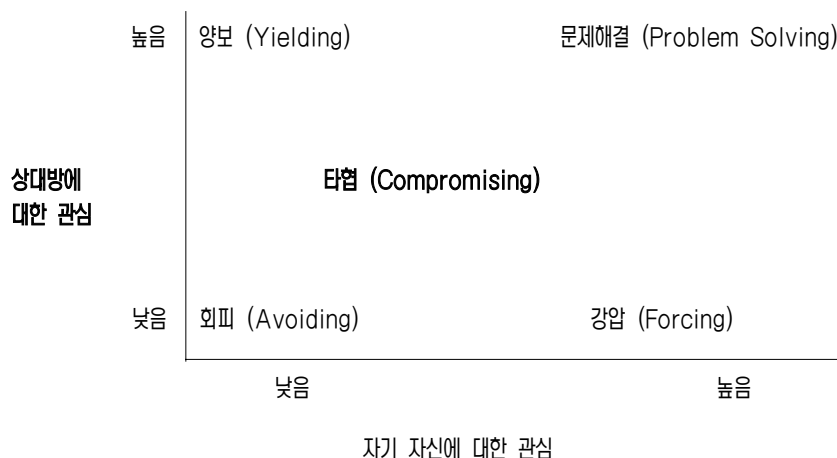 높음 양보 (Yielding) 문제해결 (Problem Solving)
상대방에 타협 (Compromising)
대한 관심
낮음 회피 (Avoiding) 강압 (Forcing)
낮음 높음
자기 자신에 대한 관심